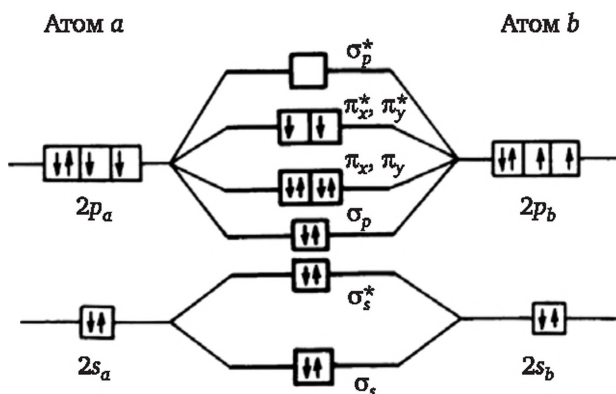 Атом a
Атом b
σ*p
π*x, π*y
πx, πy
2pa
2pb
σp
σ*s
2sa
2sb
σs